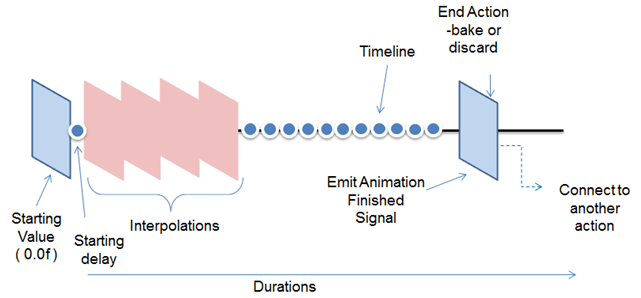 End Action
-bake or
discard
Timeline
Emit Animation
Finished
Signal
Connect to
another
action
Starting
Value
( 0.0f )
Starting
delay
Interpolations
Durations